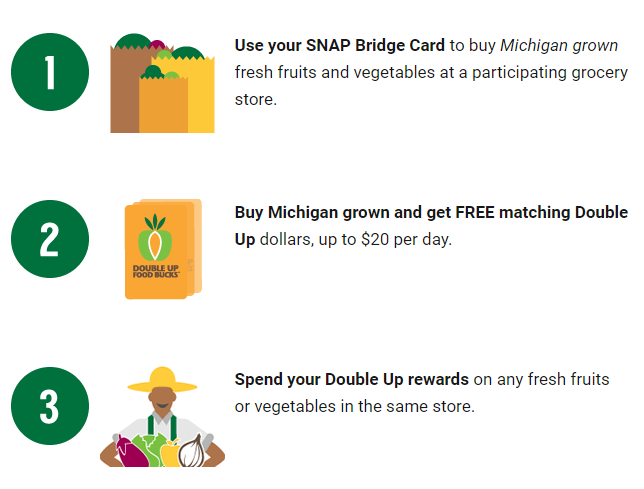 1
Use your SNAP Bridge Card to buy Michigan grown
fresh fruits and vegetables at a participating grocery
store.
2
DOUBLE UP
FOOD BUCKS
Buy Michigan grown and get FREE matching Double
Up dollars, up to $20 per day.
3
Spend your Double Up rewards on any fresh fruits
or vegetables in the same store.